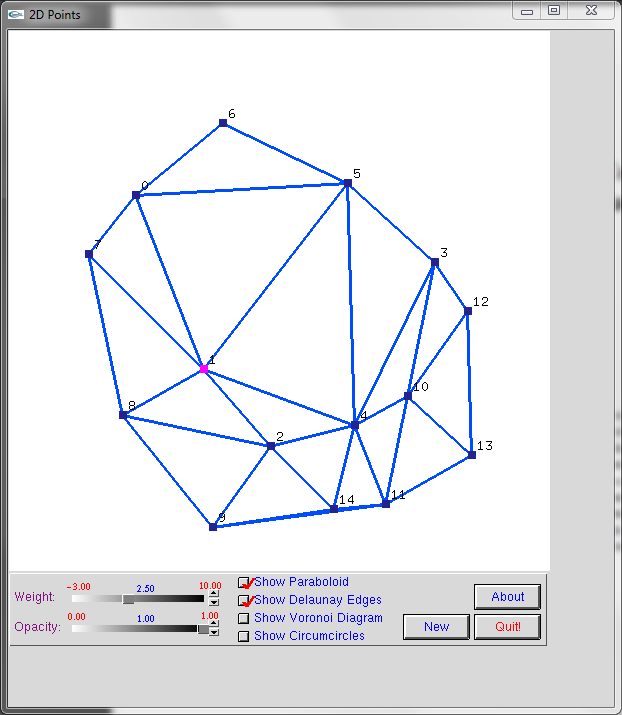 2D Points
6
5
0
7
3
12
1
10
8
4
2
13
14
11
9
-3.00 2.50 10.00
Weight:
0.00 1.00 1.00
Opacity:
Show Paraboloid
Show Delaunay Edges
Show Voronoi Diagram
Show Circumcircles
About
New
Quit!